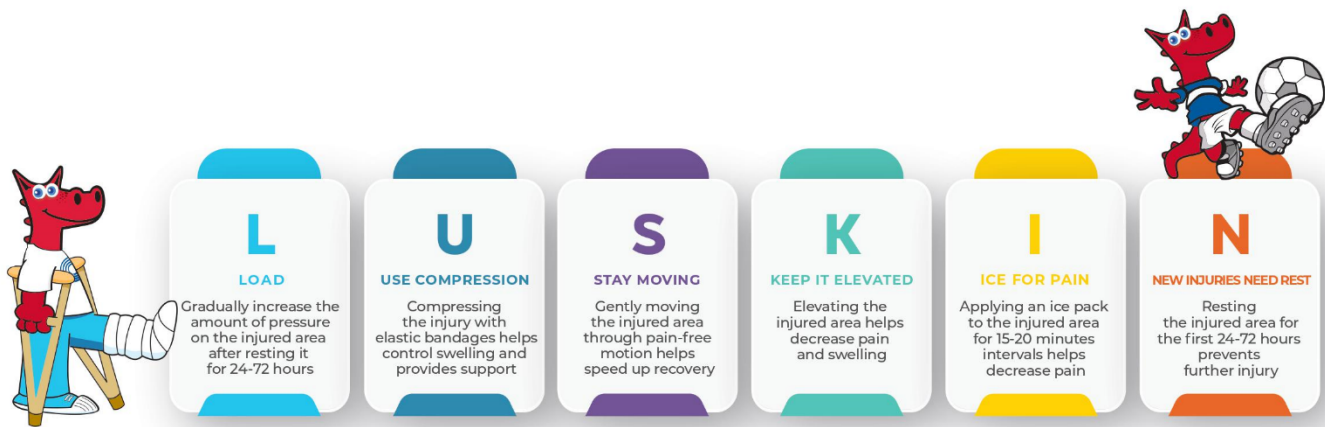 L
LOAD
Gradually increase the
amount of pressure
on the injured area
after resting it
for 24-72 hours
U
USE COMPRESSION
Compressing
the injury with
elastic bandages helps
control swelling and
provides support
S
STAY MOVING
Gently moving
the injured area
through pain-free
motion helps
speed up recovery
K
KEEP IT ELEVATED
Elevating the
injured area helps
decrease pain
and swelling
I
ICE FOR PAIN
Applying an ice pack
to the injured area
for 15-20 minutes
intervals helps
decrease pain
N
NEW INJURIES NEED REST
Resting
the injured area for
the first 24-72 hours
prevents
further injury